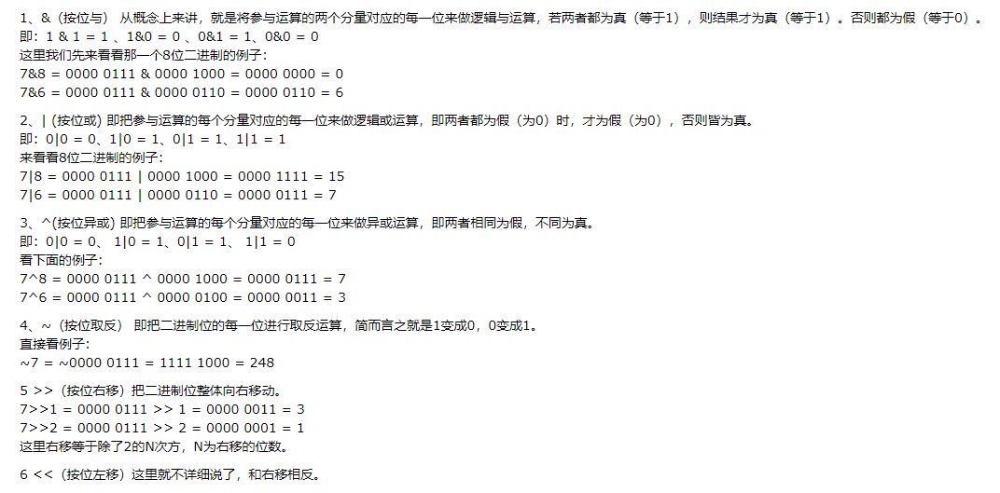 1、&（按位与） 从概念上来讲，就是将参与运算的两个分量对应的每一位来做逻辑与运算，若两者都为真（等于1），则结果才为真（等于1）。否则都为假（等于0）。
即：1 & 1 = 1 、1&0 = 0 、0&1 = 1、0&0 = 0
这里我们先来看看那一个8位二进制的例子：
7&8 = 0000 0111 & 0000 1000 = 0000 0000 = 0
7&6 = 0000 0111 & 0000 0110 = 0000 0110 = 6
2、| (按位或) 即把参与运算的每个分量对应的每一位来做逻辑或运算，即两者都为假（为0）时，才为假（为0），否则皆为真。
即：0|0 = 0、1|0 = 1、0|1 = 1、1|1 = 1
来看看8位二进制的例子：
7|8 = 0000 0111 | 0000 1000 = 0000 1111 = 15
7|6 = 0000 0111 | 0000 0110 = 0000 0111 = 7
3、^(按位异或) 即把参与运算的每个分量对应的每一位来做异或运算，即两者相同为假，不同为真。
即：0|0 = 0、 1|0 = 1、0|1 = 1、 1|1 = 0
看下面的例子：
7^8 = 0000 0111 ^ 0000 1000 = 0000 0111 = 7
7^6 = 0000 0111 ^ 0000 0100 = 0000 0011 = 3
4、~（按位取反） 即把二进制位的每一位进行取反运算，简而言之就是1变成0，0变成1。
直接看例子：
~7 = ~0000 0111 = 1111 1000 = 248
5 >>（按位右移）把二进制位整体向右移动。
7>>1 = 0000 0111 >> 1 = 0000 0011 = 3
7>>2 = 0000 0111 >> 2 = 0000 0001 = 1
这里右移等于除了2的N次方，N为右移的位数。
6 <<（按位左移）这里就不详细说了，和右移相反。